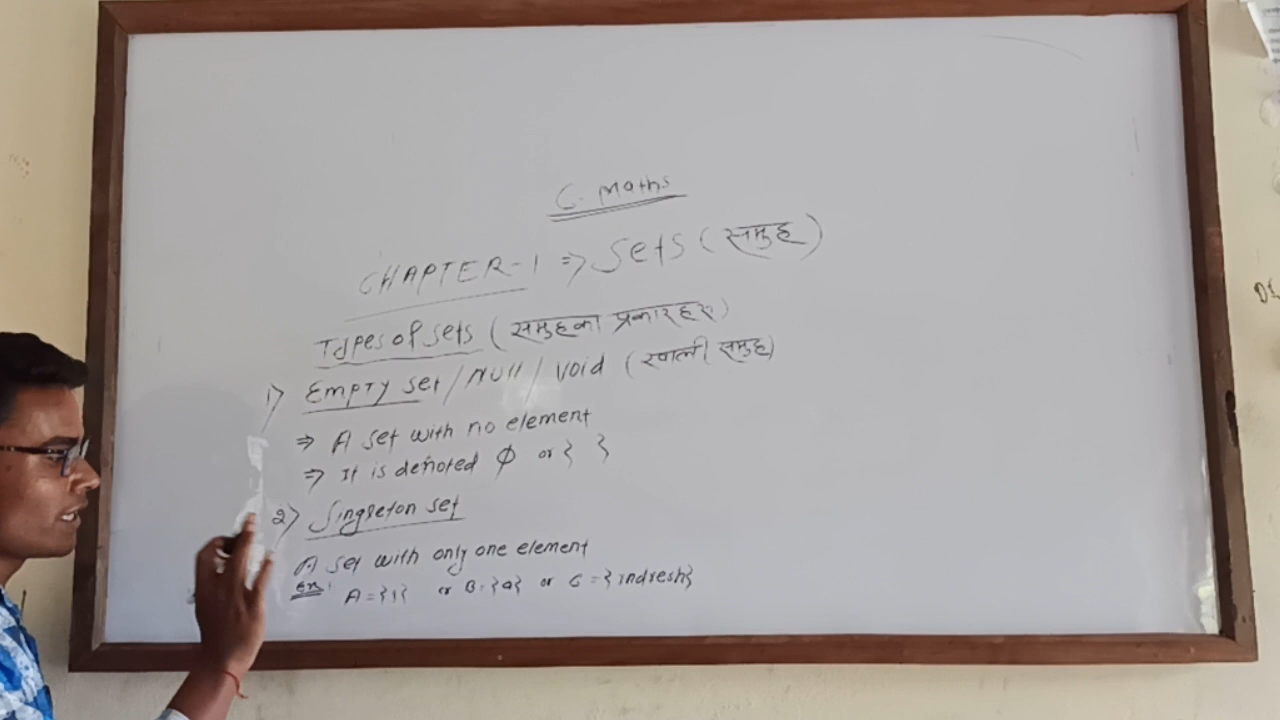 C. Maths
CHAPTER-1 => Sets (समुह)
Types of sets (समुहका प्रकारहरु)
1) Empty set / Null / Void (खाली समुह)
=> A set with no element
=> It is denoted ϕ or { }
2) Singleton set
A set with only one element
Ex: A = {1} or B = {a} or C = {indresh}